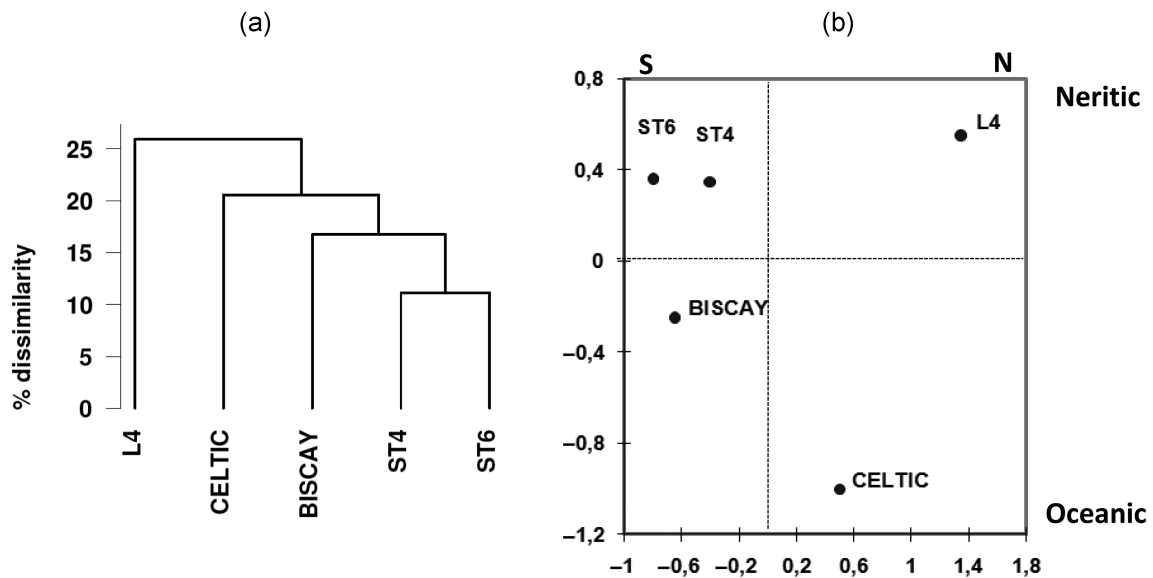 (a)
(b)
% dissimilarity
25
20
15
10
5
0
L4
CELTIC
BISCAY
ST4
ST6
S
N
Neritic
Oceanic
0,8
0,4
0
–0,4
–0,8
–1,2
ST6
ST4
L4
BISCAY
CELTIC
–1
–0,6
–0,2
0,2
0,6
1
1,4
1,8